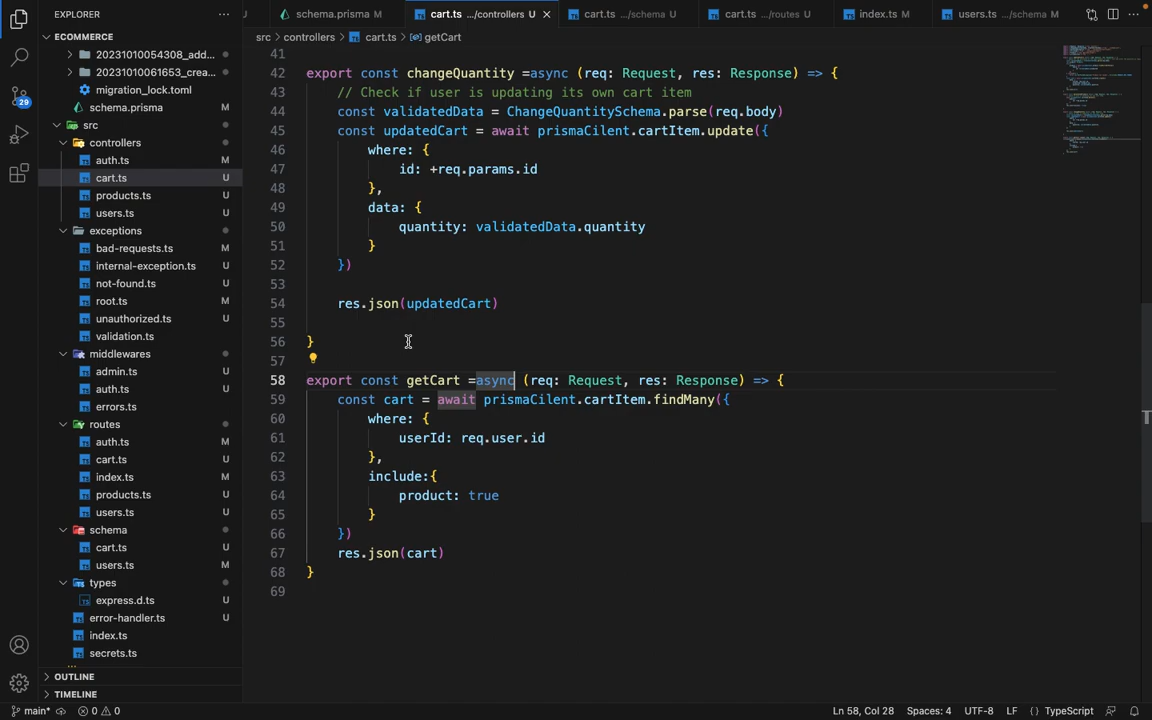 EXPLORER
schema.prisma M
cart.ts .../controllers U
cart.ts .../schema U
cart.ts .../routes U
index.ts M
users.ts .../schema M
src > controllers > cart.ts > getCart
ECOMMERCE
20231010054308_add...
20231010061653_crea...
migration_lock.toml
schema.prisma M
src
controllers
auth.ts M
cart.ts U
products.ts U
users.ts U
exceptions
bad-requests.ts M
internal-exception.ts U
not-found.ts U
root.ts M
unauthorized.ts U
validation.ts U
middlewares
admin.ts U
auth.ts U
errors.ts U
routes
auth.ts M
cart.ts U
index.ts M
products.ts U
users.ts U
schema
cart.ts U
users.ts M
types
express.d.ts U
error-handler.ts U
index.ts
secrets.ts
OUTLINE
TIMELINE
29
41
42 export const changeQuantity =async (req: Request, res: Response) => {
43 // Check if user is updating its own cart item
44 const validatedData = ChangeQuantitySchema.parse(req.body)
45 const updatedCart = await prismaCilent.cartItem.update({
46 where: {
47 id: +req.params.id
48 },
49 data: {
50 quantity: validatedData.quantity
51 }
52 })
53
54 res.json(updatedCart)
55
56 }
57
58 export const getCart =async (req: Request, res: Response) => {
59 const cart = await prismaCilent.cartItem.findMany({
60 where: {
61 userId: req.user.id
62 },
63 include:{
64 product: true
65 }
66 })
67 res.json(cart)
68 }
69
main* 0 0 Ln 58, Col 28 Spaces: 4 UTF-8 LF {} TypeScript